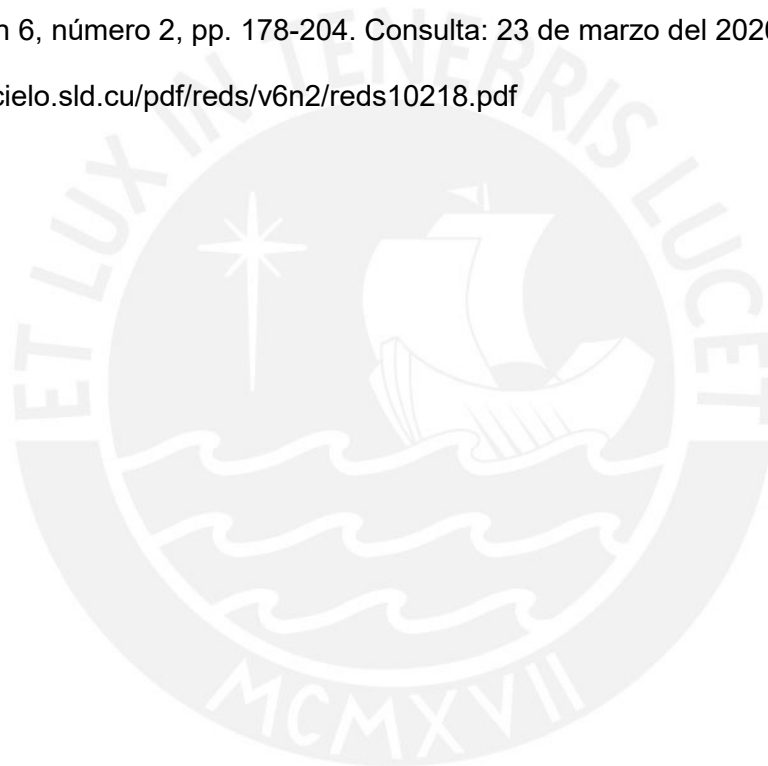 n 6, número 2, pp. 178-204. Consulta: 23 de marzo del 2020
cielo.sld.cu/pdf/reds/v6n2/reds10218.pdf
ET LUX IN TENEBRIS LUCET
MCMXVII